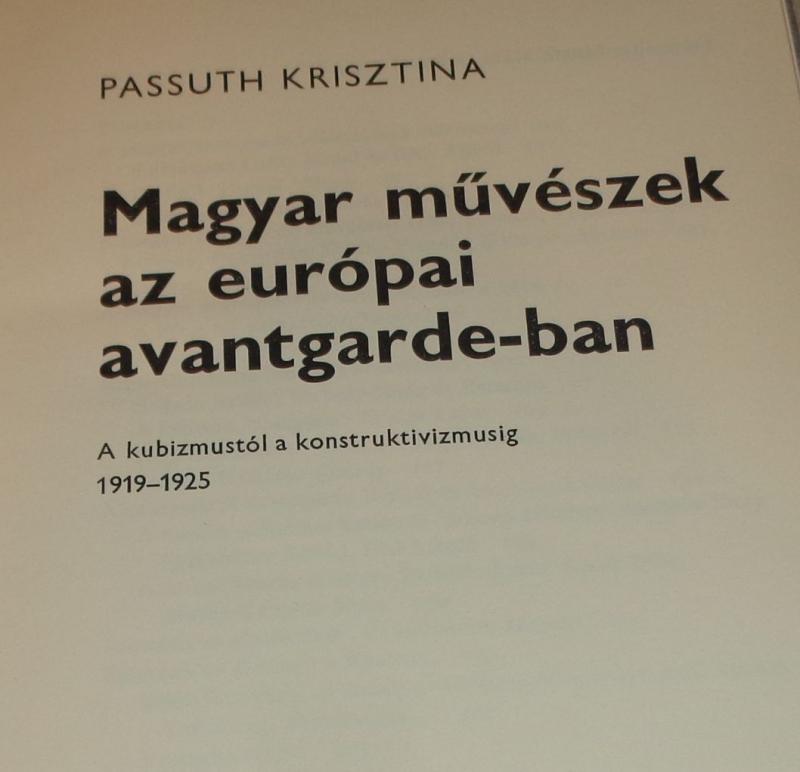 PASSUTH KRISZTINA
Magyar művészek
az európai
avantgarde-ban
A kubizmustól a konstruktivizmusig
1919–1925